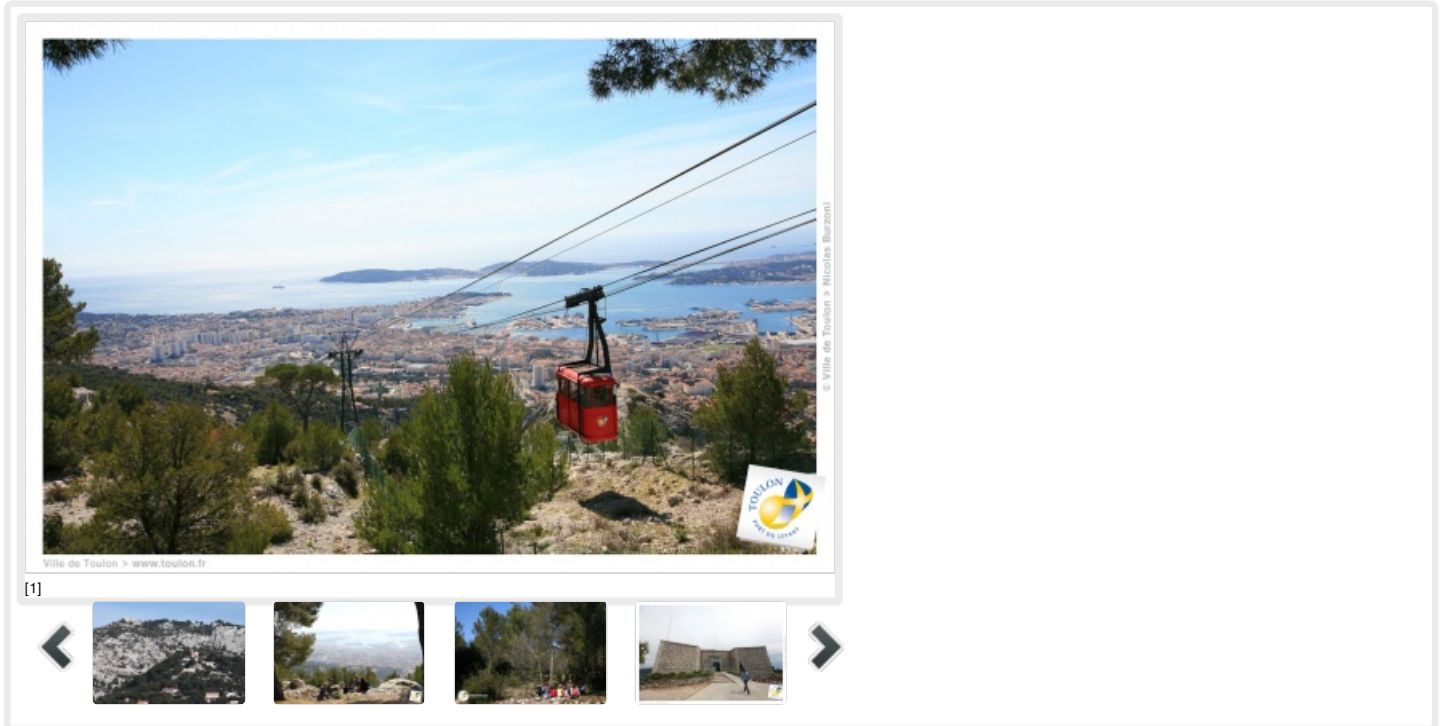 © Ville de Toulon > Nicolas Burzoni
TOULON
PORT DU LEVANT
Ville de Toulon > www.toulon.fr
[1]